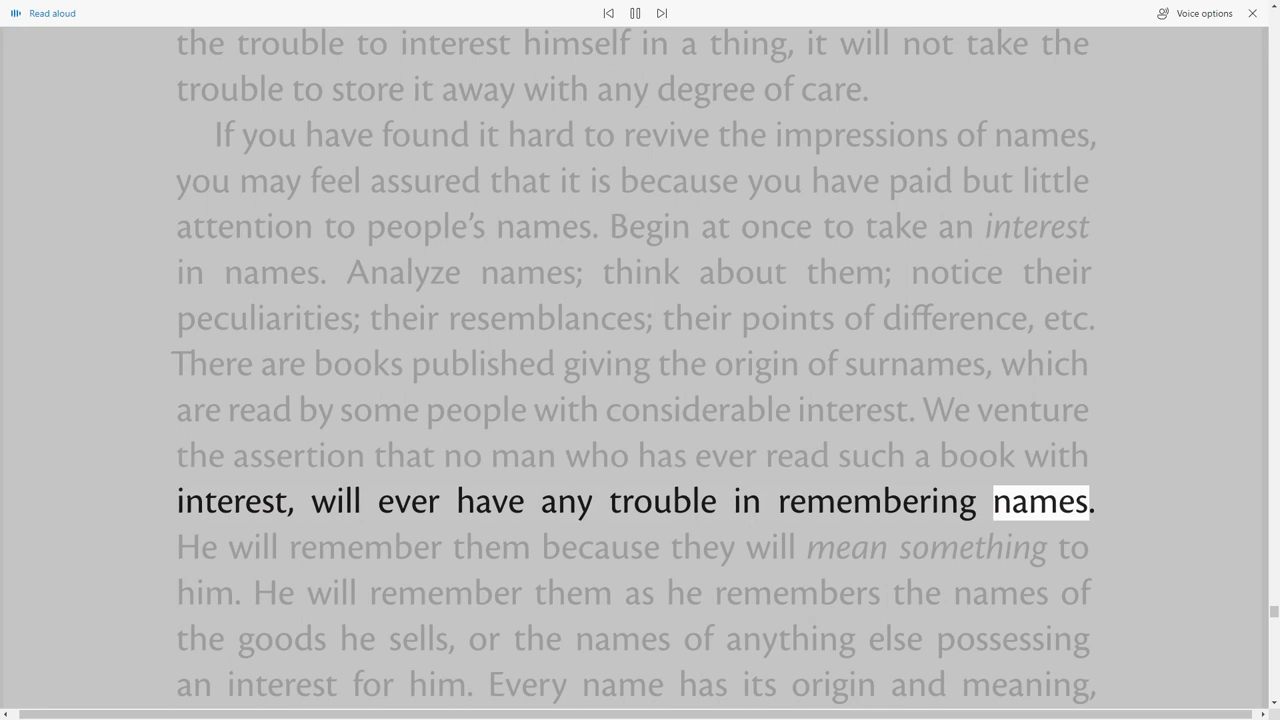 Read aloud
Voice options
the trouble to interest himself in a thing, it will not take the
trouble to store it away with any degree of care.
If you have found it hard to revive the impressions of names,
you may feel assured that it is because you have paid but little
attention to people’s names. Begin at once to take an interest
in names. Analyze names; think about them; notice their
peculiarities; their resemblances; their points of difference, etc.
There are books published giving the origin of surnames, which
are read by some people with considerable interest. We venture
the assertion that no man who has ever read such a book with
interest, will ever have any trouble in remembering names.
He will remember them because they will mean something to
him. He will remember them as he remembers the names of
the goods he sells, or the names of anything else possessing
an interest for him. Every name has its origin and meaning,